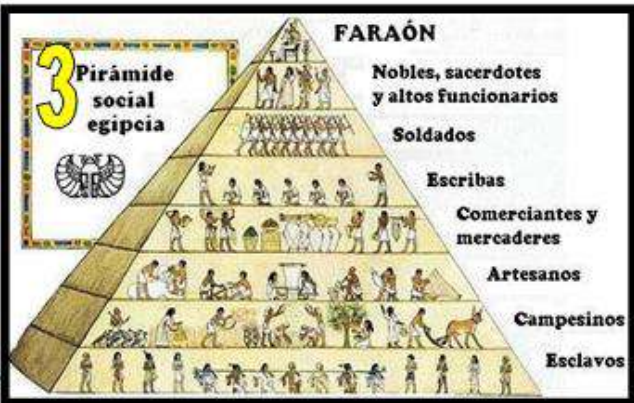 3
Pirámide
social
egipcia
FARAÓN
Nobles, sacerdotes
y altos funcionarios
Soldados
Escribas
Comerciantes y
mercaderes
Artesanos
Campesinos
Esclavos